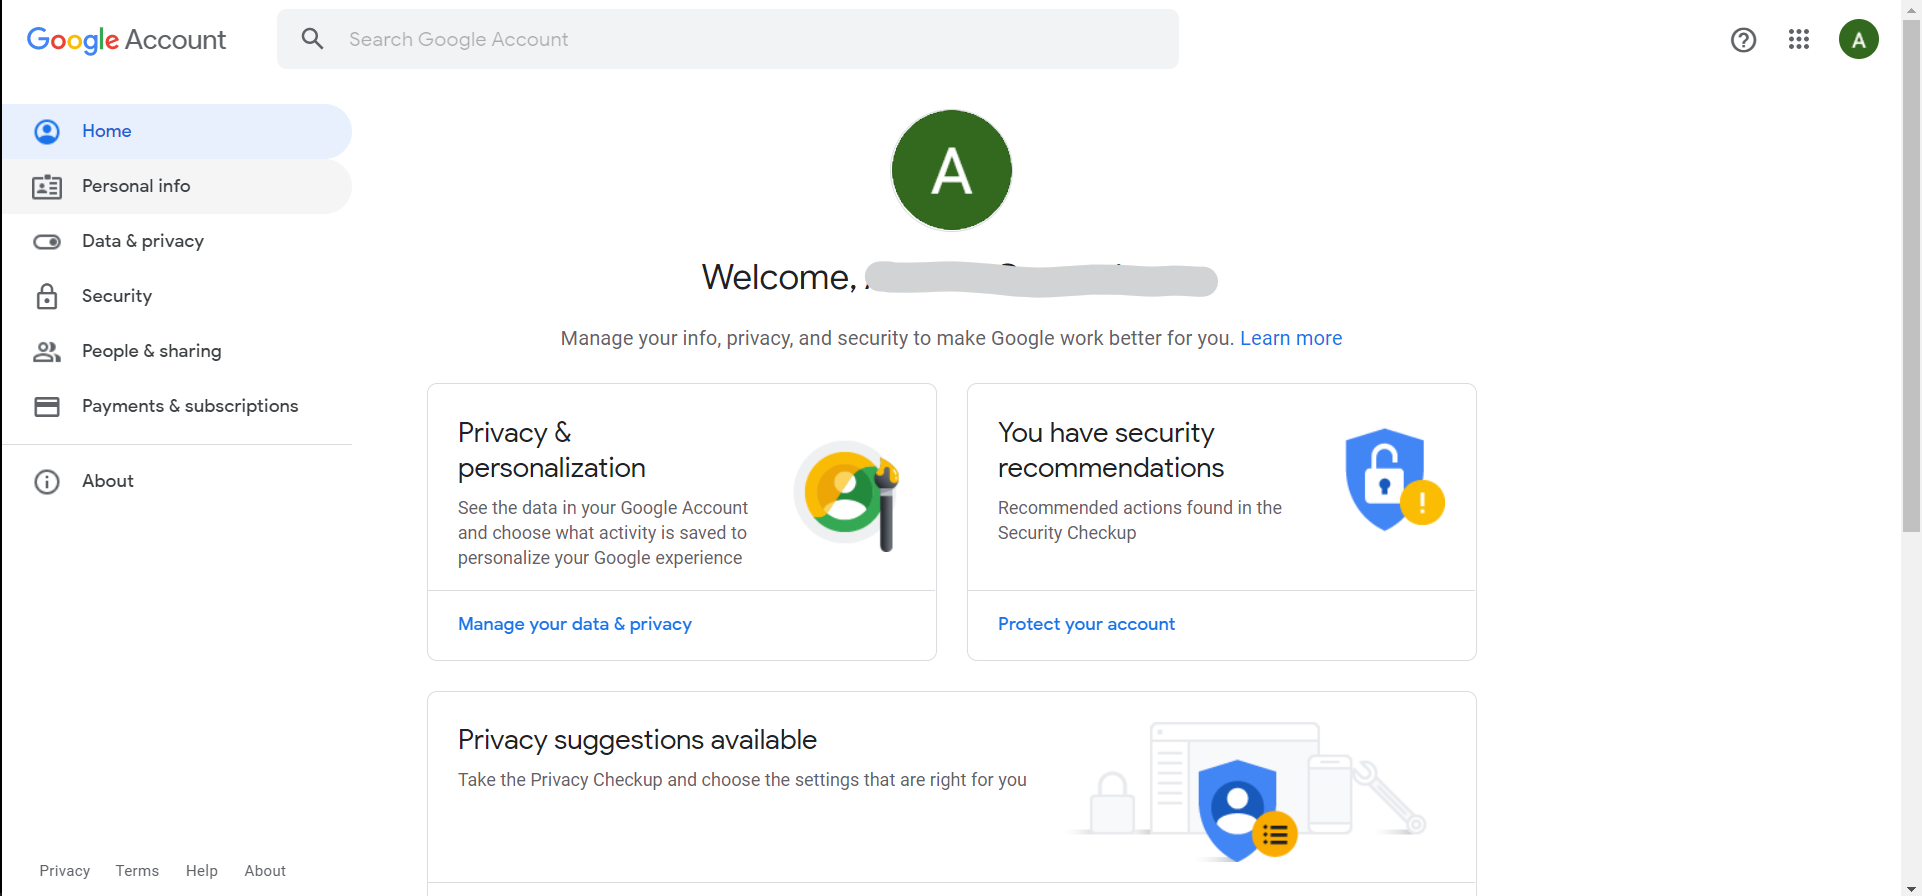 Google Account
Search Google Account
A
Home
Personal info
Data & privacy
Security
People & sharing
Payments & subscriptions
About
A
Welcome,
Manage your info, privacy, and security to make Google work better for you. Learn more
Privacy &
personalization
See the data in your Google Account
and choose what activity is saved to
personalize your Google experience
Manage your data & privacy
You have security
recommendations
Recommended actions found in the
Security Checkup
Protect your account
Privacy suggestions available
Take the Privacy Checkup and choose the settings that are right for you
Privacy Terms Help About